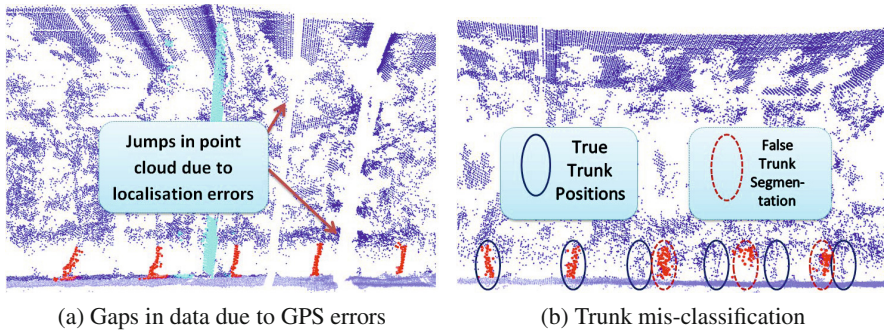 Jumps in point
cloud due to
localisation errors
True
Trunk
Positions
False
Trunk
Segmen-
tation
(a) Gaps in data due to GPS errors
(b) Trunk mis-classification